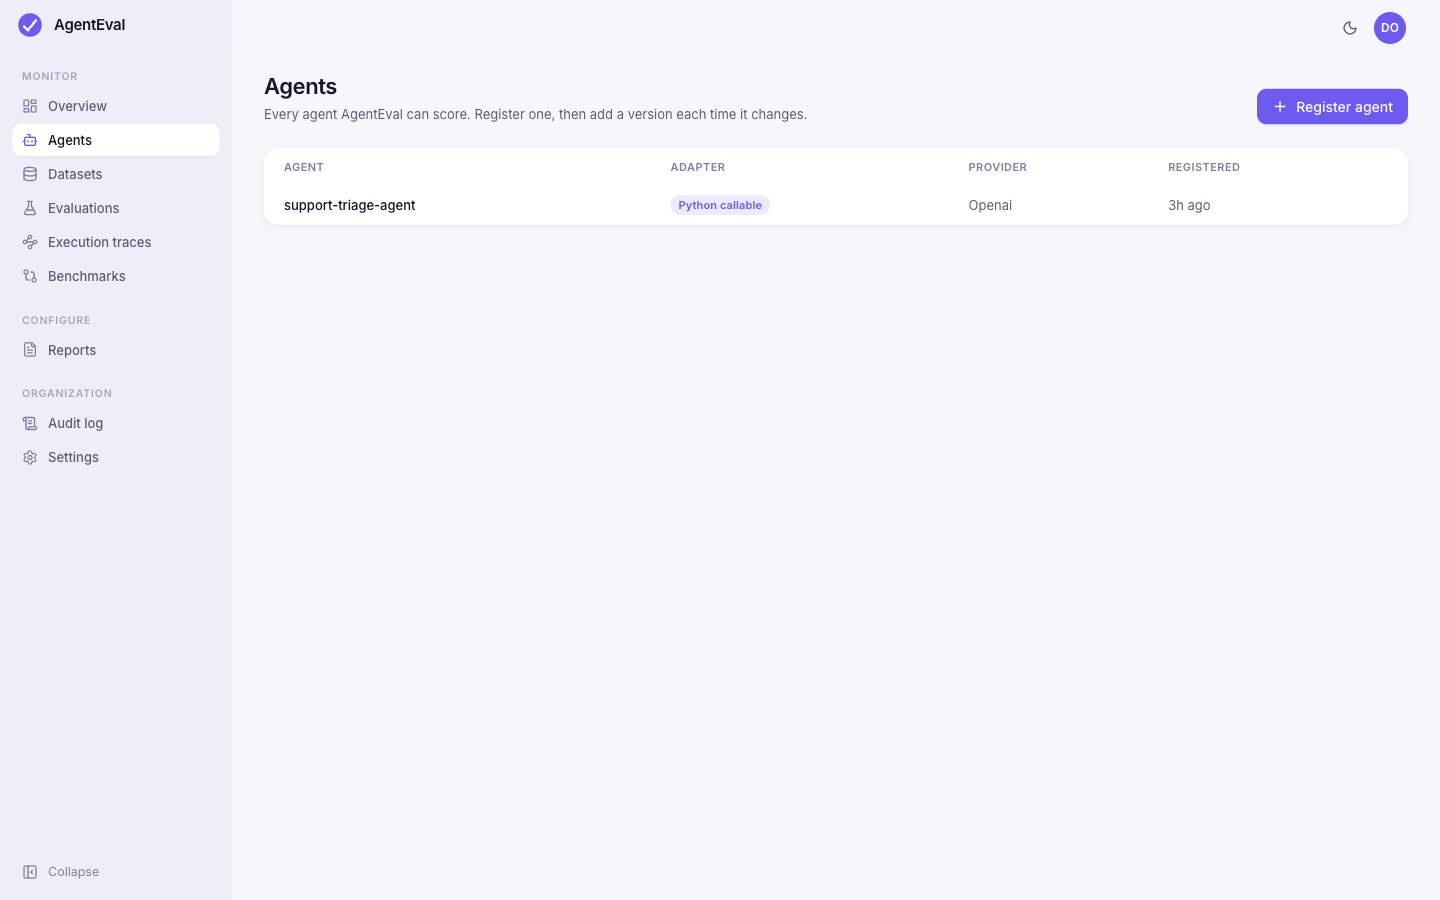 AgentEval
DO
MONITOR
Overview
Agents
Datasets
Evaluations
Execution traces
Benchmarks
CONFIGURE
Reports
ORGANIZATION
Audit log
Settings
Collapse
Agents
Every agent AgentEval can score. Register one, then add a version each time it changes.
Register agent
AGENT ADAPTER PROVIDER REGISTERED
support-triage-agent Python callable Openai 3h ago